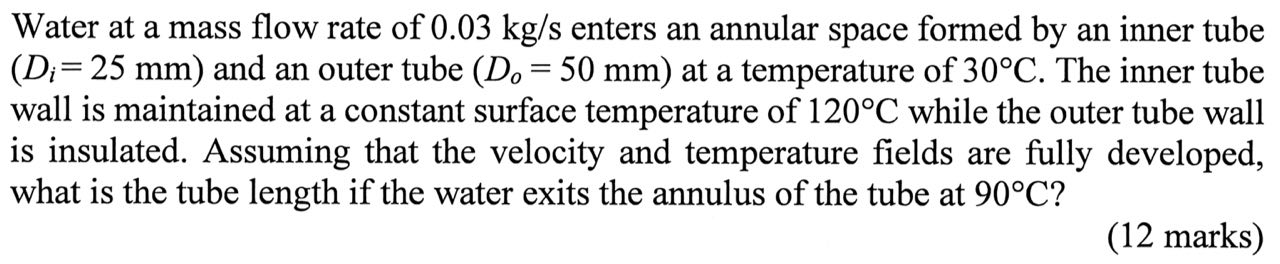 Water at a mass flow rate of 0.03 kg/s enters an annular space formed by an inner tube
(Dᵢ= 25 mm) and an outer tube (Dₒ = 50 mm) at a temperature of 30°C. The inner tube
wall is maintained at a constant surface temperature of 120°C while the outer tube wall
is insulated. Assuming that the velocity and temperature fields are fully developed,
what is the tube length if the water exits the annulus of the tube at 90°C?
(12 marks)